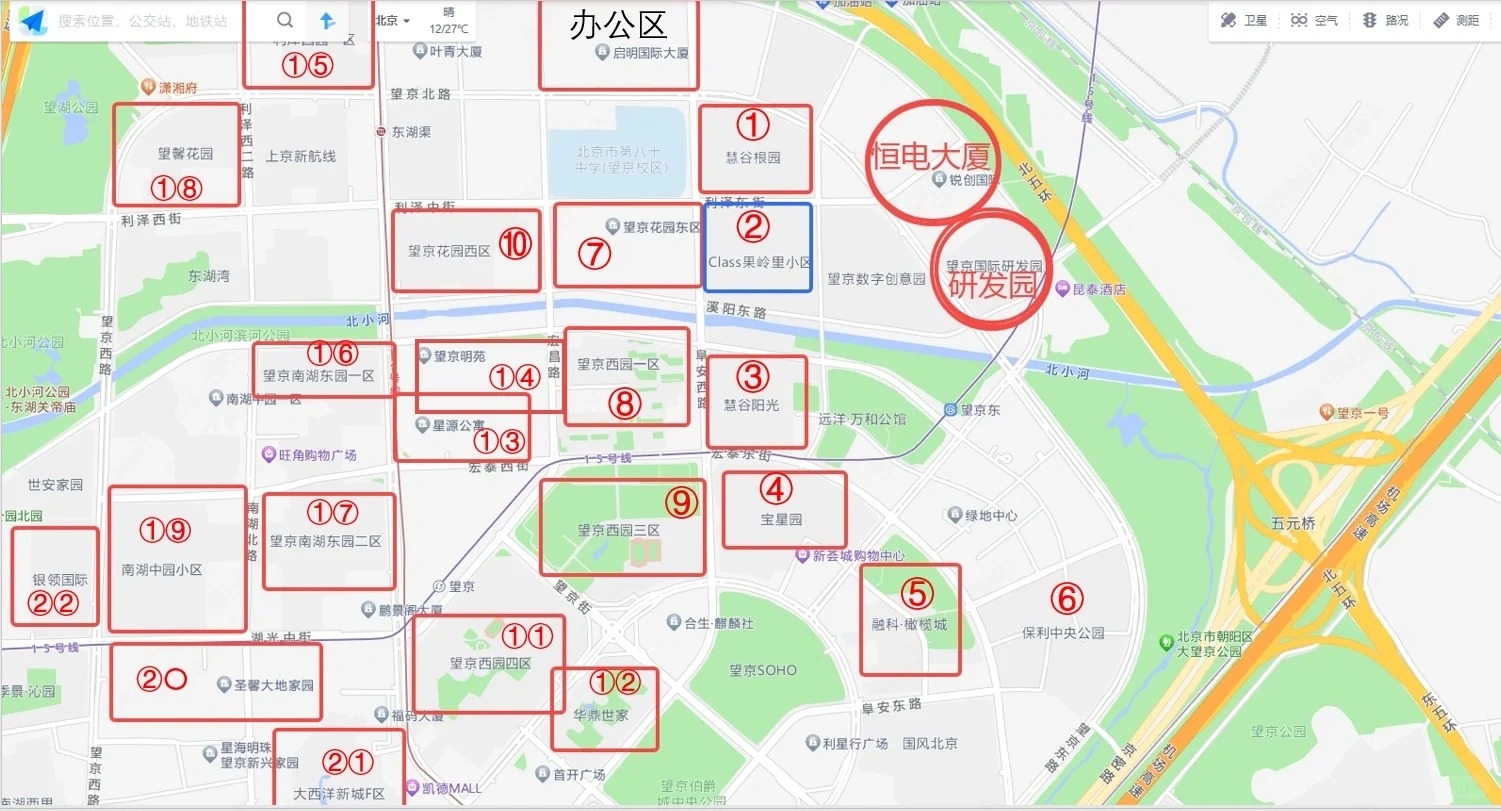 搜索位置、公交站、地铁站
北京
晴
12/27℃
卫星
空气
路况
测距
办公区
加油站
叶青大厦
启明国际大厦
①⑤
潇湘府
望京北路
望湖公园
利泽西二路
东湖渠
15号线
北五环
①
慧谷根园
北京市第八十
中学(望京校区)
望馨花园
①⑧
上京新航线
恒电大厦
锐创国际
利泽西街
利泽中街
利泽东街
望京花园西区
⑩
望京花园东区
⑦
②
Class果岭里小区
望京数字创意园
望京国际研发园
研发园
昆泰酒店
东湖湾
北小河
溪阳东路
北小河滨河公园
北小河公园
望京西路
①⑥
望京南湖东园一区
望京明苑
①④
宏昌路
望京西园一区
⑧
阜安西路
③
慧谷阳光
北小河
远洋·万和公馆
望京东
望京一号
北小河公园
·东湖关帝庙
南湖中园一区
星源公寓
①③
宏泰西街
15号线
宏泰东街
旺角购物广场
世安家园
南湖北路
①⑨
南湖中园小区
①⑦
望京南湖东园二区
⑨
望京西园三区
④
宝星园
绿地中心
新荟城购物中心
五元桥
机场高速
北五环
银领国际
②②
望京
望京街
鹏景阁大厦
湖光中街
15号线
⑤
融科·橄榄城
⑥
保利中央公园
北京市朝阳区
大望京公园
①①
望京西园四区
合生·麒麟社
望京SOHO
②〇
圣馨大地家园
季景·沁园
①②
华鼎世家
阜安东路
福码大厦
星海明珠
望京新兴家园
②①
大西洋新城F区
凯德MALL
首开广场
利星行广场
国风北京
望京东路
京密路
机场高速
东五环
望京公园
望京西路
南湖西里
望京伯爵
城中央公园